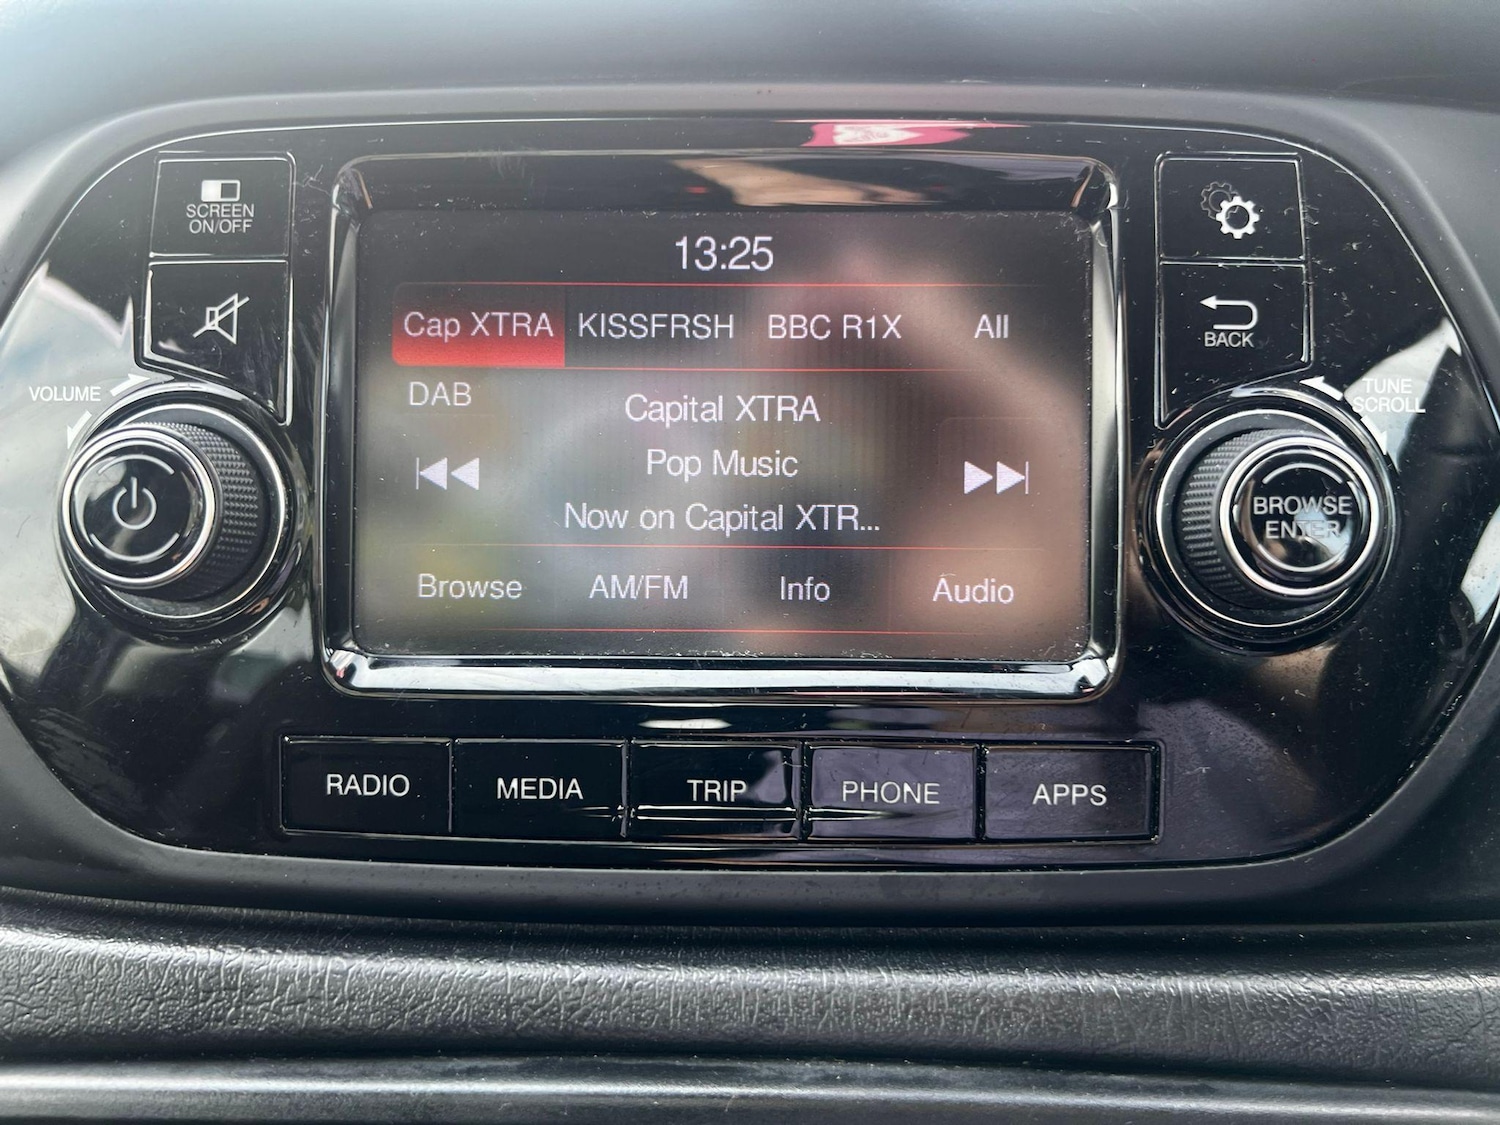 SCREEN
ON/OFF
VOLUME
13:25
Cap XTRA KISSFRSH BBC R1X All
DAB
Capital XTRA
Pop Music
Now on Capital XTR...
Browse AM/FM Info Audio
BACK
TUNE
SCROLL
BROWSE
ENTER
RADIO MEDIA TRIP PHONE APPS